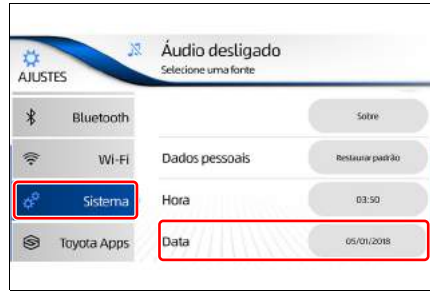 AJUSTES
Áudio desligado
Selecione uma fonte
Bluetooth
Sobre
Wi-Fi
Dados pessoais
Restaurar padrão
Sistema
Hora
03:50
Toyota Apps
Data
05/01/2018